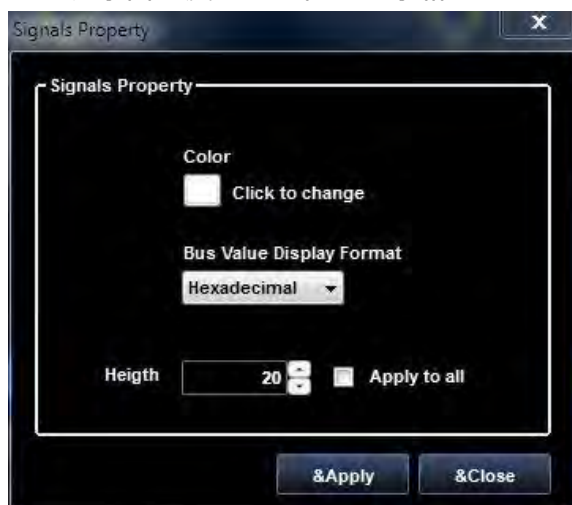 Signals Property
X
Signals Property
Color
Click to change
Bus Value Display Format
Hexadecimal
Heigth 20 Apply to all
&Apply &Close